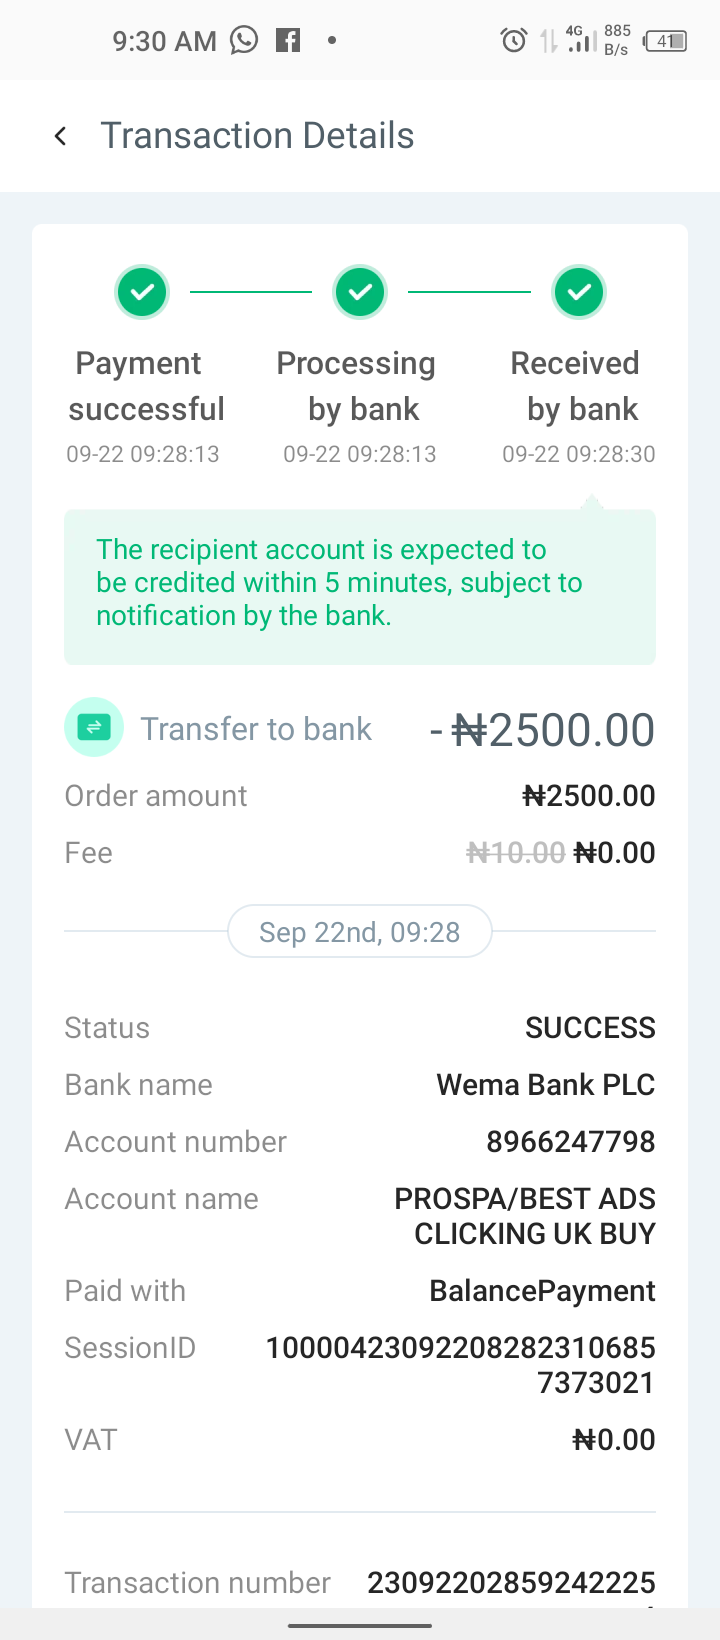 9:30 AM
4G 885 B/s 41
Transaction Details
Payment successful
09-22 09:28:13
Processing by bank
09-22 09:28:13
Received by bank
09-22 09:28:30
The recipient account is expected to
be credited within 5 minutes, subject to
notification by the bank.
Transfer to bank -₦2500.00
Order amount ₦2500.00
Fee ₦10.00 ₦0.00
Sep 22nd, 09:28
Status SUCCESS
Bank name Wema Bank PLC
Account number 8966247798
Account name PROSPA/BEST ADS
CLICKING UK BUY
Paid with BalancePayment
SessionID 10000423092208282310685
7373021
VAT ₦0.00
Transaction number 23092202859242225